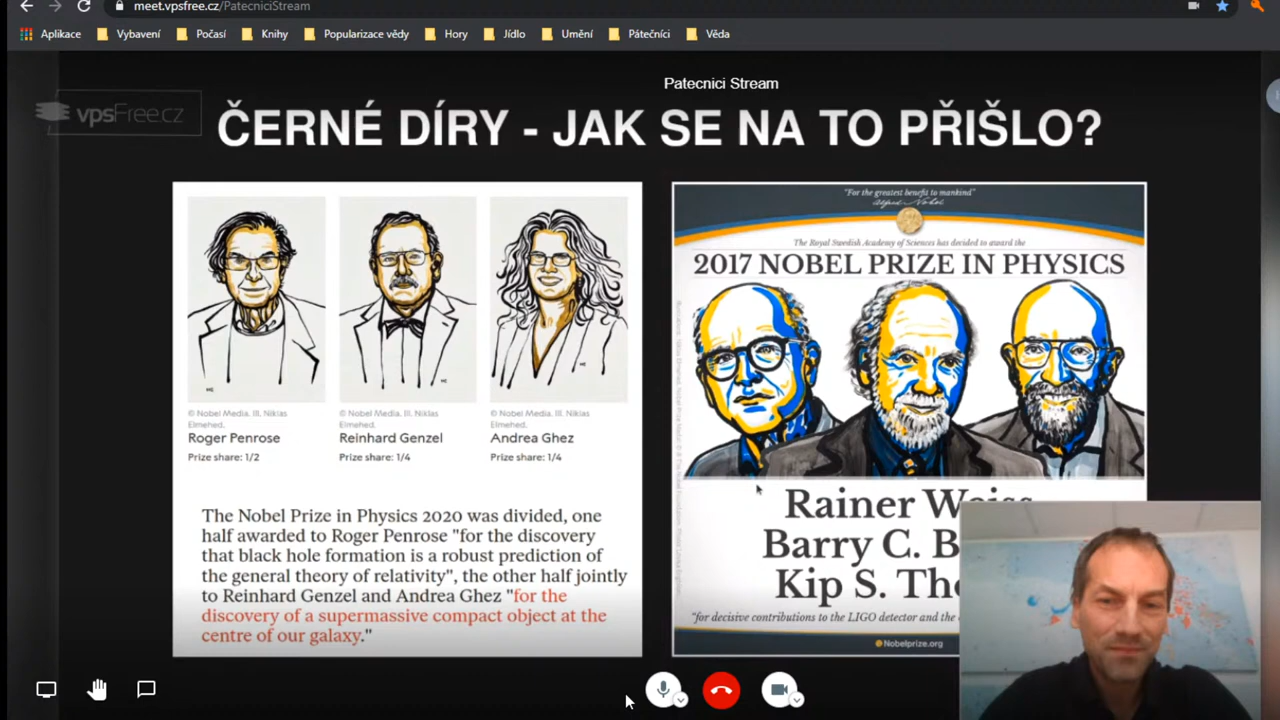 meet.vpsfree.cz/PatecniciStream
Aplikace Vybavení Počasí Knihy Popularizace vědy Hory Jídlo Umění Pátečníci Věda
Patecnici Stream
vpsFree.cz
ČERNÉ DÍRY - JAK SE NA TO PŘIŠLO?
© Nobel Media. Ill. Niklas
Elmehed.
Roger Penrose
Prize share: 1/2
© Nobel Media. Ill. Niklas
Elmehed.
Reinhard Genzel
Prize share: 1/4
© Nobel Media. Ill. Niklas
Elmehed.
Andrea Ghez
Prize share: 1/4
The Nobel Prize in Physics 2020 was divided, one
half awarded to Roger Penrose "for the discovery
that black hole formation is a robust prediction of
the general theory of relativity", the other half jointly
to Reinhard Genzel and Andrea Ghez "for the
discovery of a supermassive compact object at the
centre of our galaxy."
"For the greatest benefit to mankind"
Alfred Nobel
The Royal Swedish Academy of Sciences has decided to award the
2017 NOBEL PRIZE IN PHYSICS
Rainer Weiss
Barry C. B
Kip S. Tho
"for decisive contributions to the LIGO detector and the
Nobelprize.org